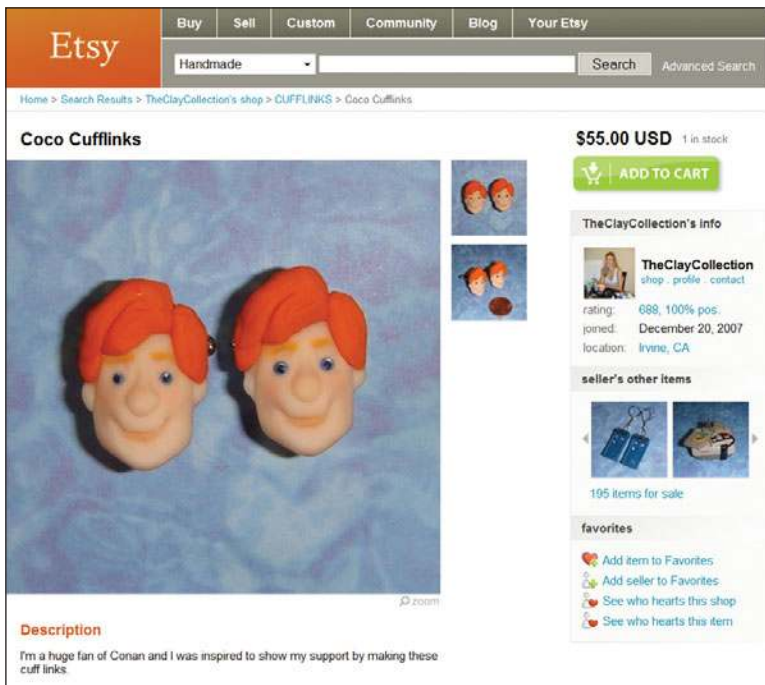 Etsy
Buy Sell Custom Community Blog Your Etsy
Handmade Search Advanced Search
Home > Search Results > TheClayCollection's shop > CUFFLINKS > Coco Cufflinks
Coco Cufflinks
$55.00 USD 1 in stock
ADD TO CART
TheClayCollection's info
TheClayCollection
shop . profile . contact
rating: 688, 100% pos.
joined: December 20, 2007
location: Irvine, CA
seller's other items
195 items for sale
favorites
Add item to Favorites
Add seller to Favorites
See who hearts this shop
See who hearts this item
zoom
Description
I'm a huge fan of Conan and I was inspired to show my support by making these
cuff links.